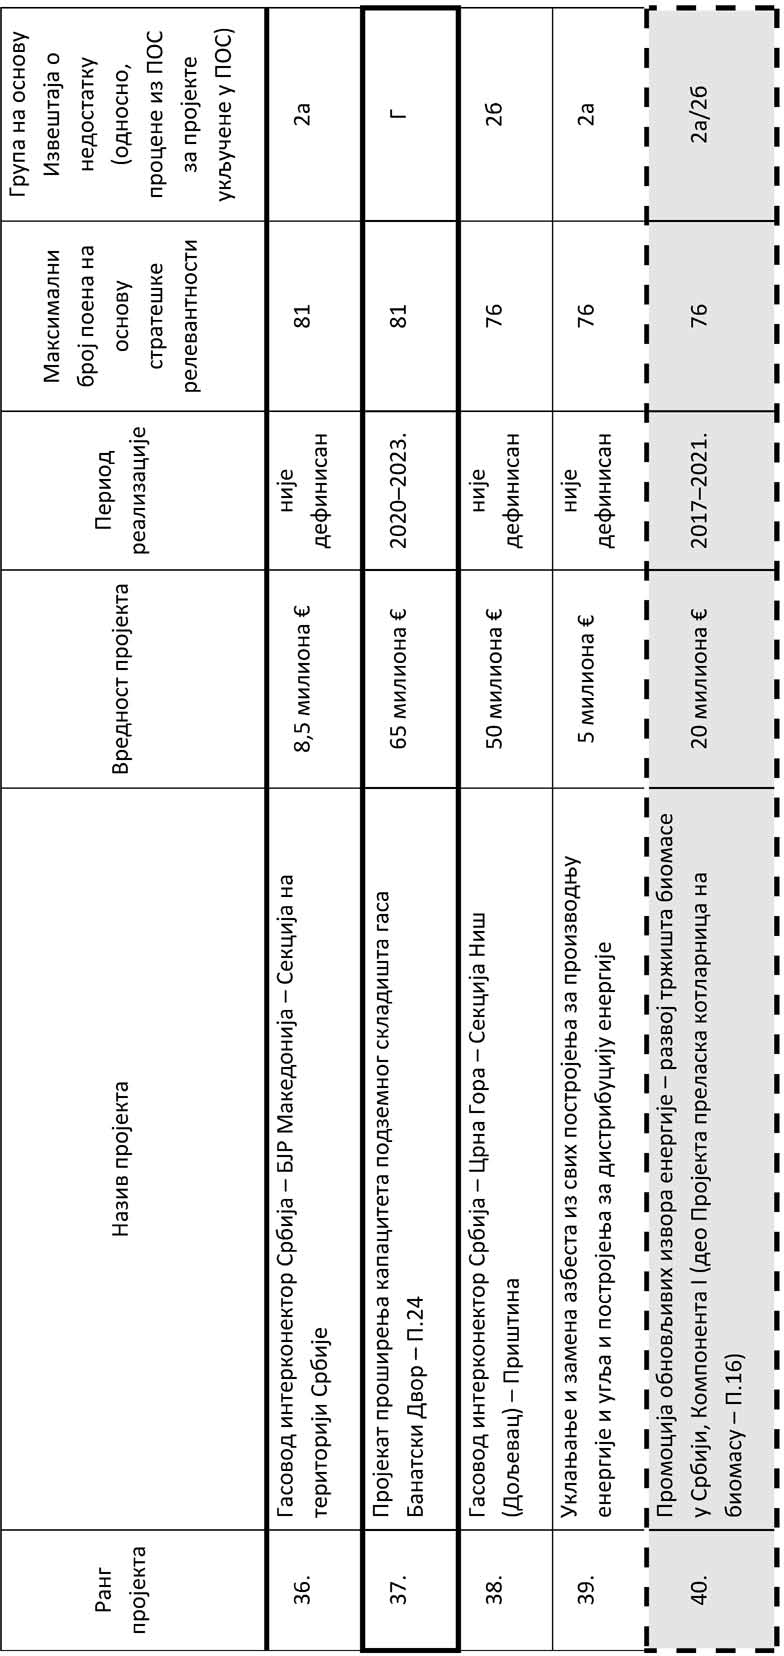 Ранг
пројекта
Назив пројекта
Вредност пројекта
Период
реализације
Максимални
број поена на
основу
стратешке
релевантности
Група на основу
Извештаја о
недостатку
(односно,
процене из ПОС
за пројекте
укључене у ПОС)
36.
Гасовод интерконектор Србија – БЈР Македонија – Секција на
територији Србије
8,5 милиона €
није
дефинисан
81
2а
37.
Пројекат проширења капацитета подземног складишта гаса
Банатски Двор – П.24
65 милиона €
2020–2023.
81
Г
38.
Гасовод интерконектор Србија – Црна Гора – Секција Ниш
(Дољевац) – Приштина
50 милиона €
није
дефинисан
76
2б
39.
Уклањање и замена азбеста из свих постројења за производњу
енергије и угља и постројења за дистрибуцију енергије
5 милиона €
није
дефинисан
76
2а
40.
Промоција обновљивих извора енергије – развој тржишта биомасе
у Србији, Компонента I (део Пројекта преласка котларница на
биомасу – П.16)
20 милиона €
2017–2021.
76
2а/2б